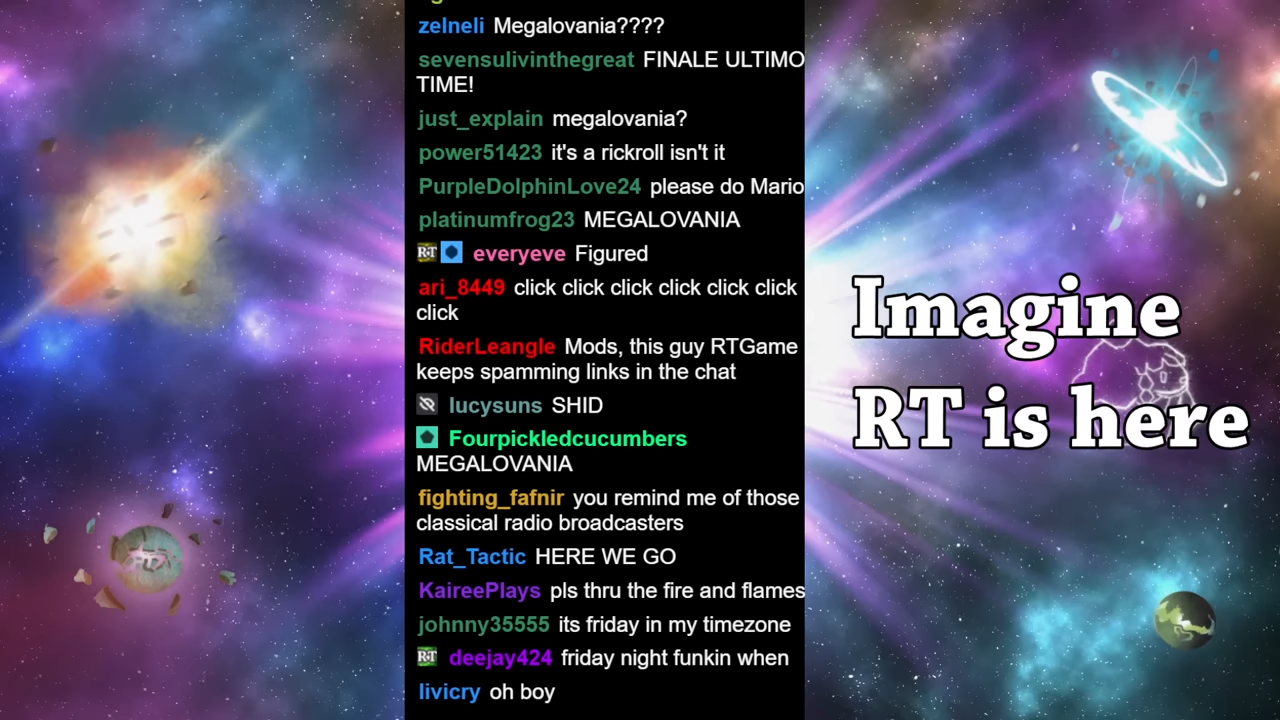 zelneli Megalovania????
sevensulivinthegreat FINALE ULTIMO
TIME!
just_explain megalovania?
power51423 it's a rickroll isn't it
PurpleDolphinLove24 please do Mario
platinumfrog23 MEGALOVANIA
RT everyeve Figured
ari_8449 click click click click click click
click
RiderLeangle Mods, this guy RTGame
keeps spamming links in the chat
lucysuns SHID
Fourpickledcucumbers
MEGALOVANIA
fighting_fafnir you remind me of those
classical radio broadcasters
Rat_Tactic HERE WE GO
KaireePlays pls thru the fire and flames
johnny35555 its friday in my timezone
RT deejay424 friday night funkin when
livicry oh boy
Imagine
RT is here